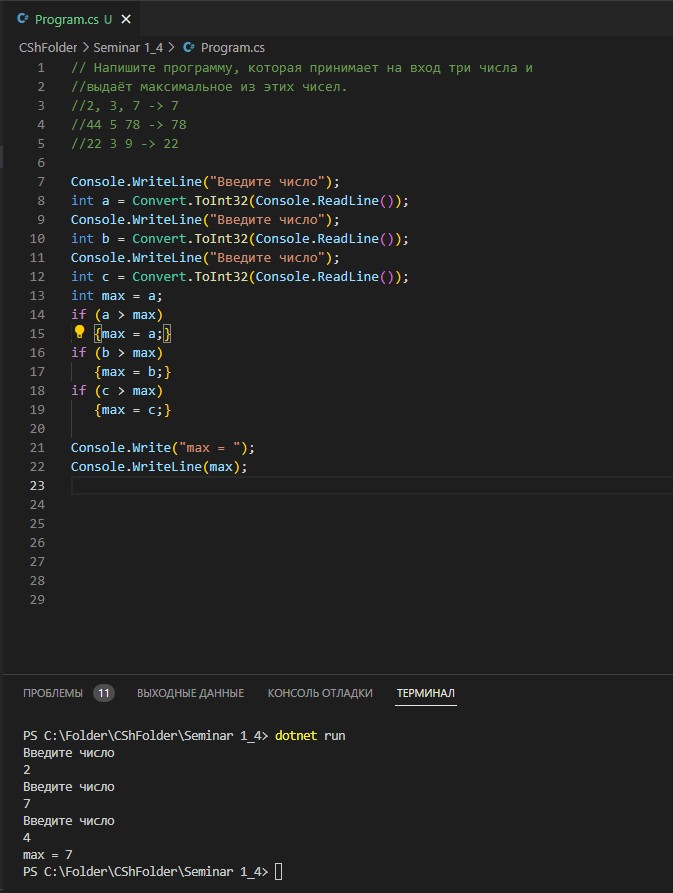 Program.cs U
CShFolder > Seminar 1_4 > Program.cs
1 // Напишите программу, которая принимает на вход три числа и
2 //выдаёт максимальное из этих чисел.
3 //2, 3, 7 -> 7
4 //44 5 78 -> 78
5 //22 3 9 -> 22
6
7 Console.WriteLine("Введите число");
8 int a = Convert.ToInt32(Console.ReadLine());
9 Console.WriteLine("Введите число");
10 int b = Convert.ToInt32(Console.ReadLine());
11 Console.WriteLine("Введите число");
12 int c = Convert.ToInt32(Console.ReadLine());
13 int max = a;
14 if (a > max)
15 {max = a;}
16 if (b > max)
17 {max = b;}
18 if (c > max)
19 {max = c;}
20
21 Console.Write("max = ");
22 Console.WriteLine(max);
23
24
25
26
27
28
29
ПРОБЛЕМЫ 11 ВЫХОДНЫЕ ДАННЫЕ КОНСОЛЬ ОТЛАДКИ ТЕРМИНАЛ
PS C:\Folder\CShFolder\Seminar 1_4> dotnet run
Введите число
2
Введите число
7
Введите число
4
max = 7
PS C:\Folder\CShFolder\Seminar 1_4>